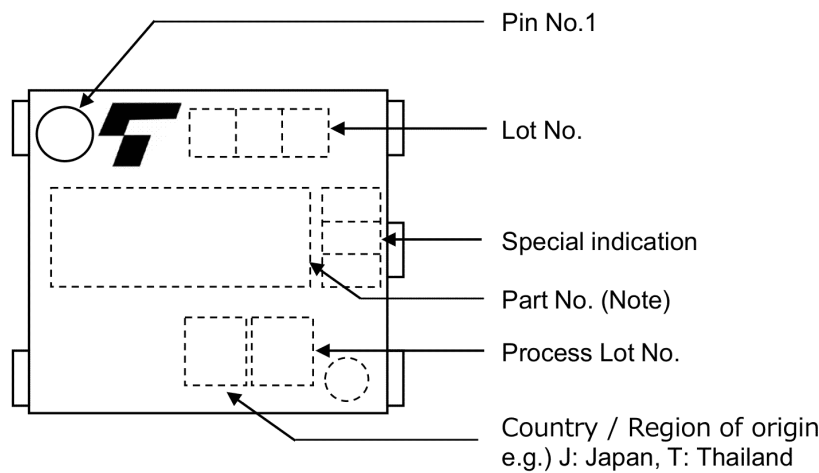 Pin No.1
Lot No.
Special indication
Part No. (Note)
Process Lot No.
Country / Region of origin
e.g.) J: Japan, T: Thailand